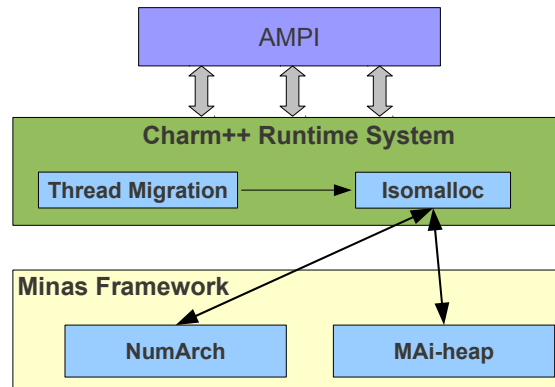 AMPI
Charm++ Runtime System
Thread Migration
Isomalloc
Minas Framework
NumArch
MAi-heap